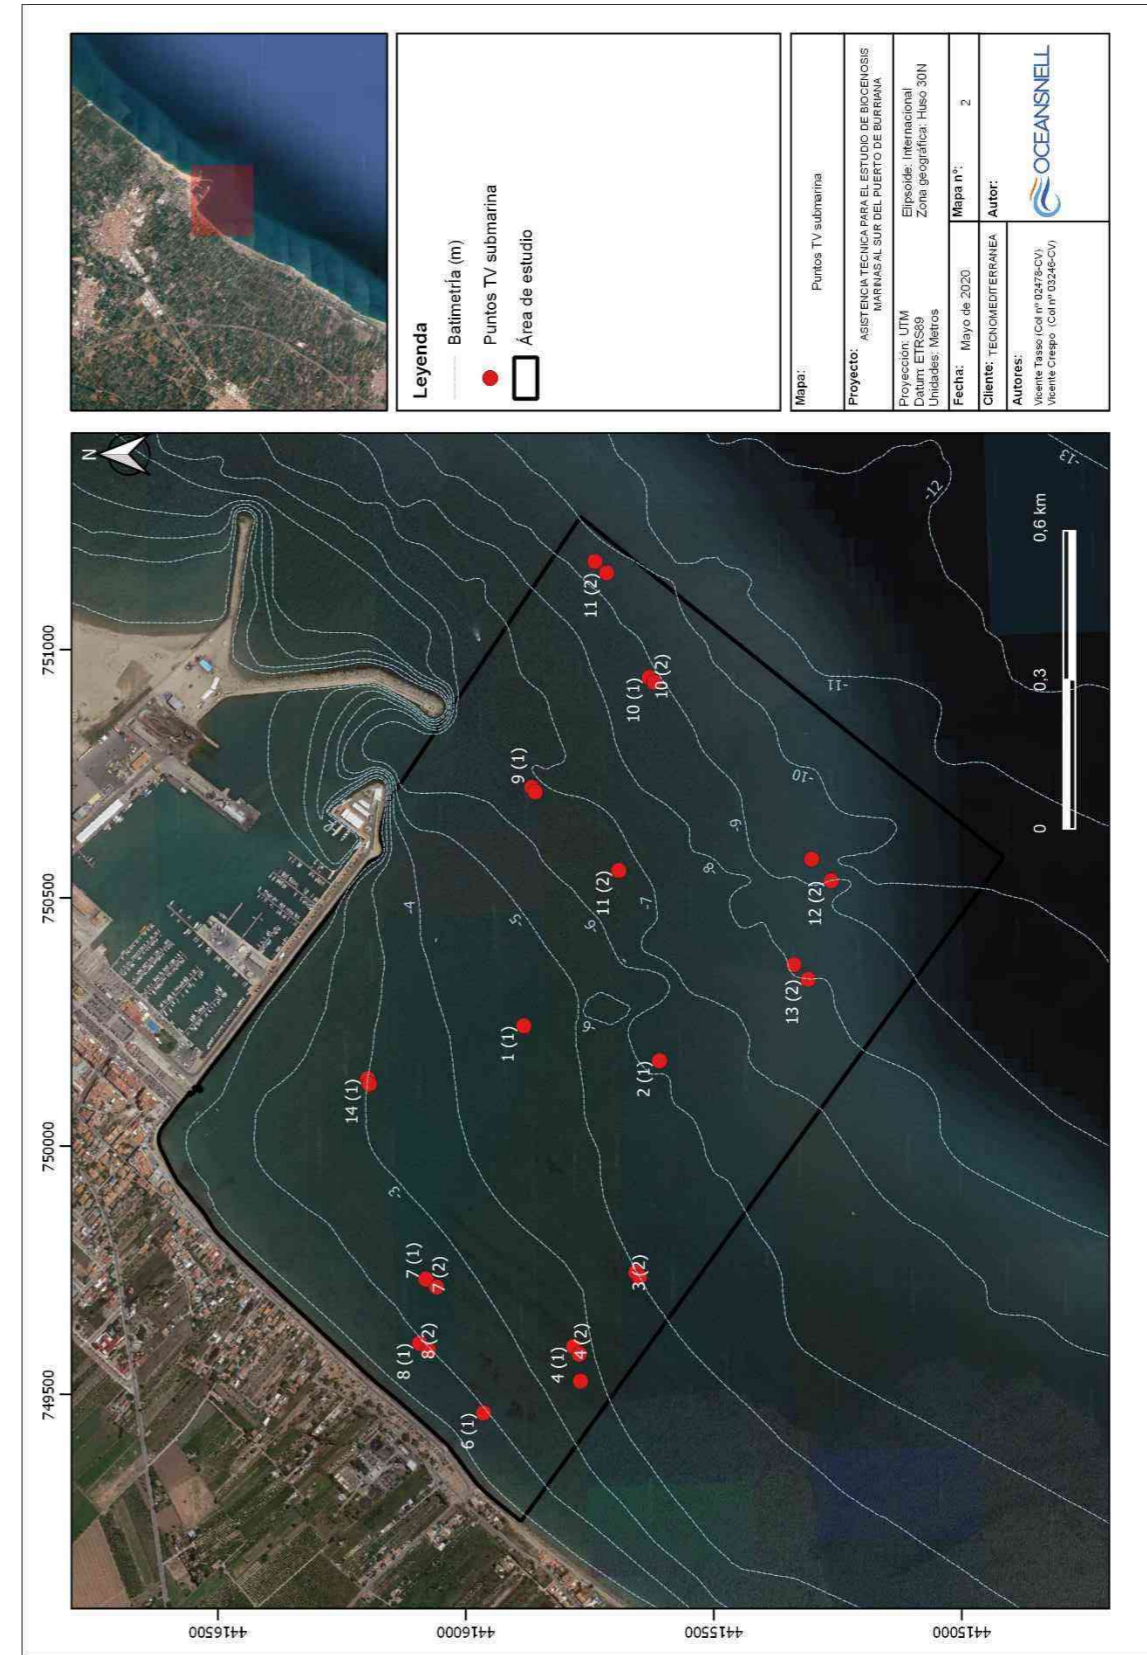 N
749500
750000
750500
751000
4416500
4416000
4415500
4415000
14 (1)
7 (1)
7 (2)
8 (1)
8 (2)
6 (1)
1 (1)
9 (1)
4 (1)
4 (2)
3 (2)
2 (1)
11 (2)
10 (1)
10 (2)
11 (2)
13 (2)
12 (2)
-3
-4
-5
-6
-6
-7
-8
-9
-10
-11
-12
-13
0
0,3
0,6 km
Leyenda
Batimetría (m)
Puntos TV submarina
Área de estudio
Mapa:
Puntos TV submarina
Proyecto:
ASISTENCIA TECNICA PARA EL ESTUDIO DE BIOCENOSIS
MARINAS AL SUR DEL PUERTO DE BURRIANA
Proyección: UTM
Datum: ETRS89
Unidades: Metros
Elipsoide: Internacional
Zona geográfica: Huso 30N
Fecha: Mayo de 2020
Mapa nº: 2
Cliente: TECNOMEDITERRANEA
Autor:
OCEANSNELL
Autores:
Vicente Tasso (Col nº 02478-CV)
Vicente Crespo (Col nº 03246-CV)